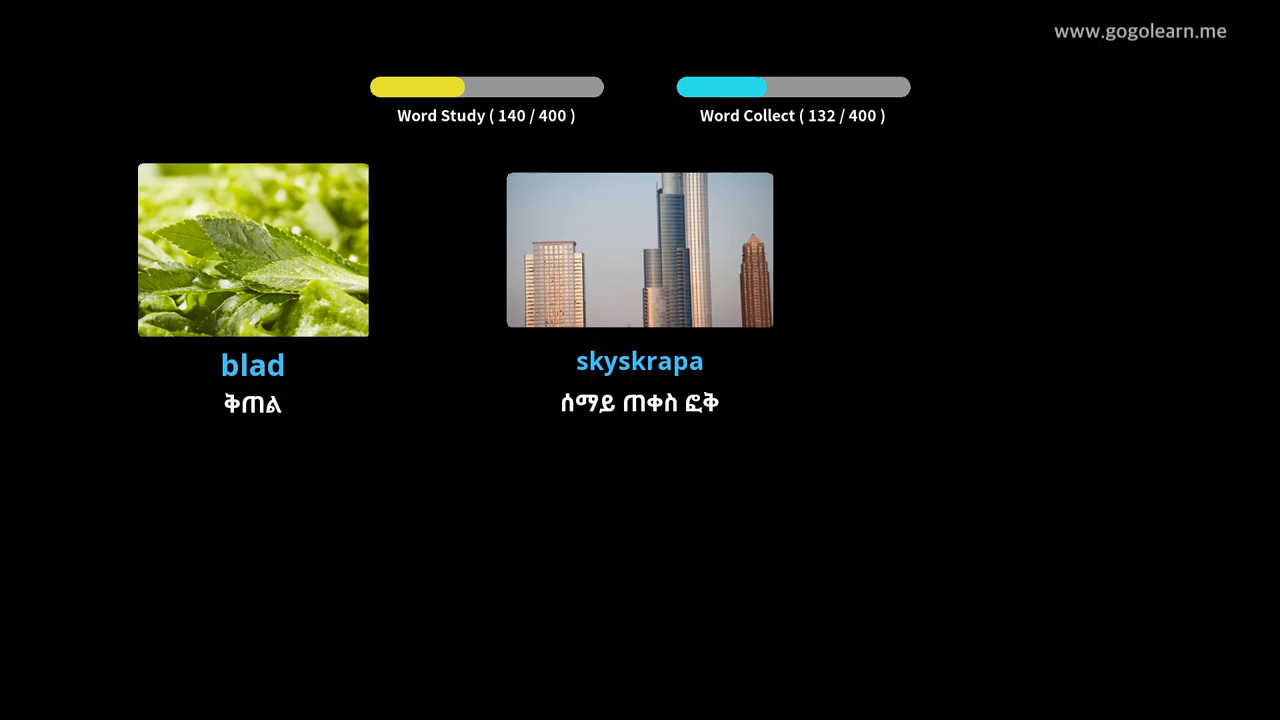 www.gogolearn.me
Word Study ( 140 / 400 )
Word Collect ( 132 / 400 )
blad
ቅጠል
skyskrapa
ሰማይ ጠቀስ ፎቅ